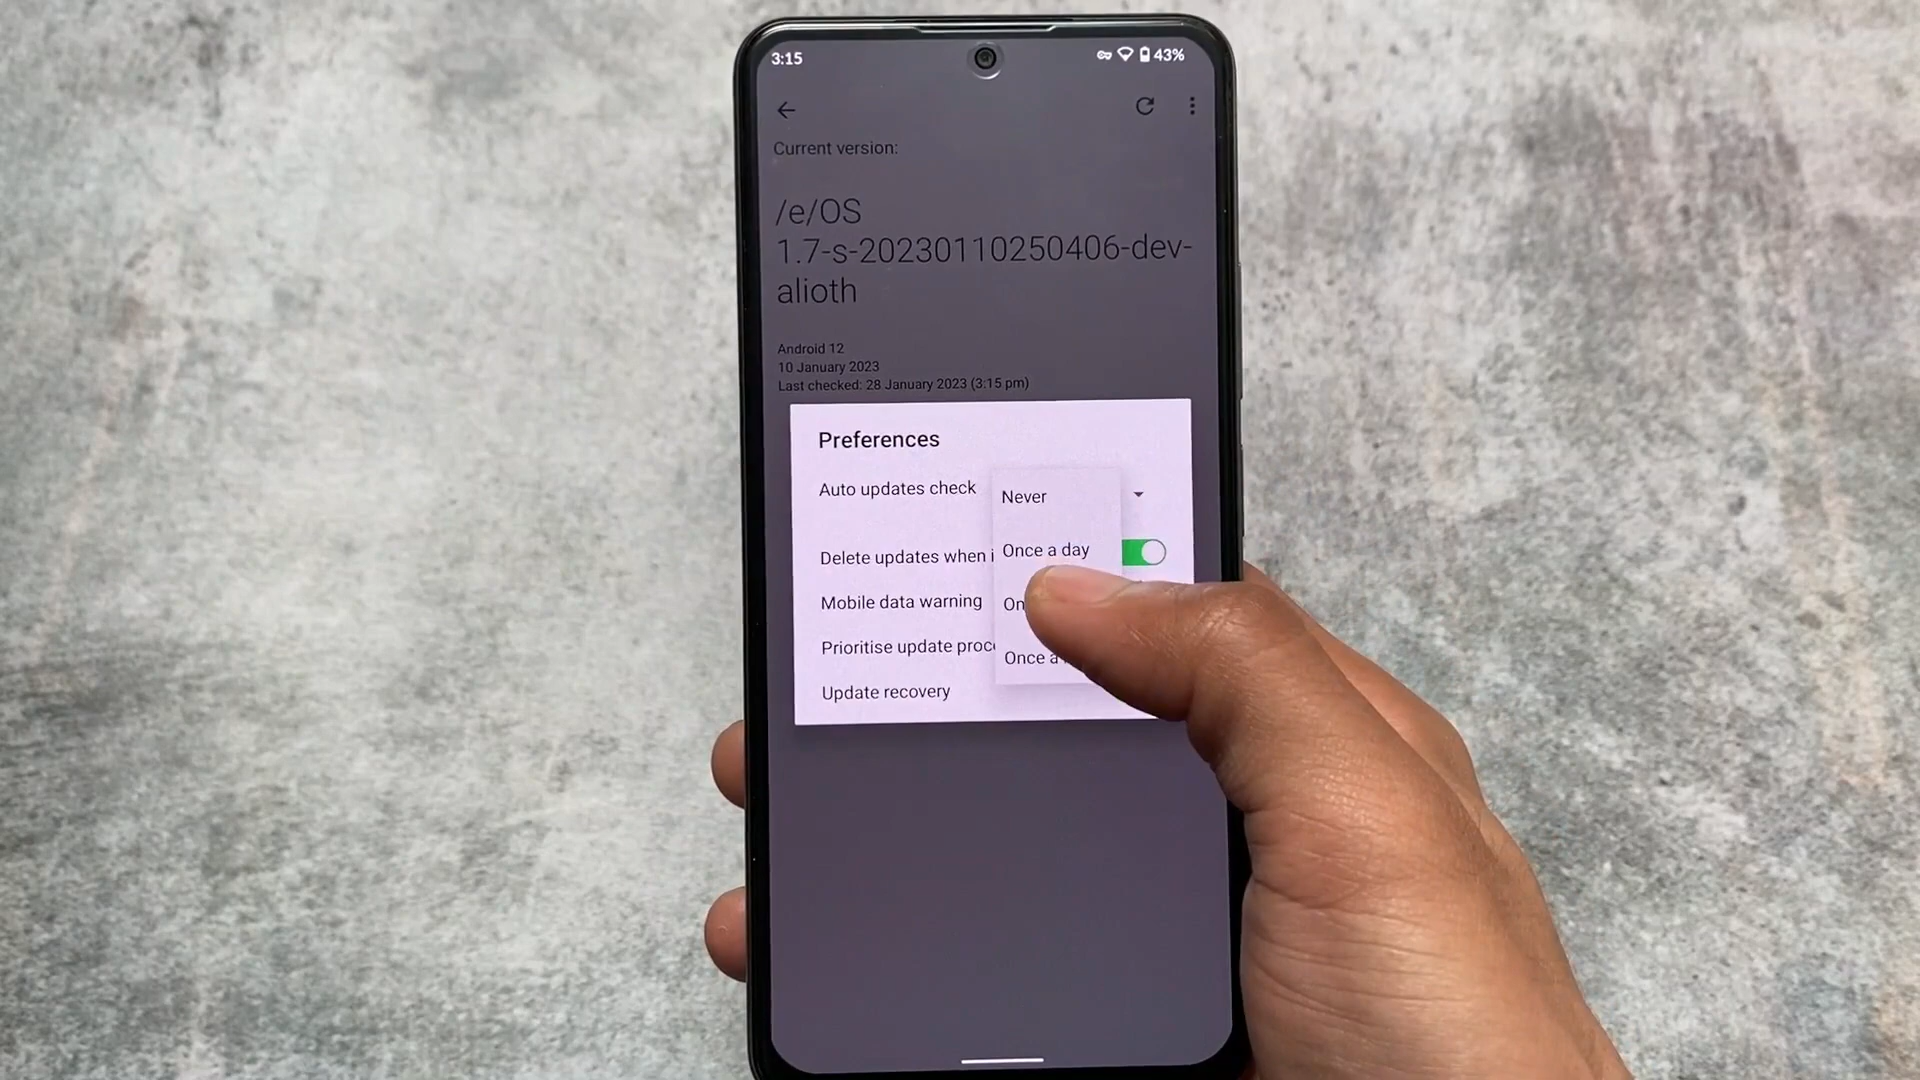 3:15
43%
Current version:
/e/OS
1.7-s-20230110250406-dev-
alioth
Android 12
10 January 2023
Last checked: 28 January 2023 (3:15 pm)
Preferences
Auto updates check
Never
Once a day
Delete updates when
Mobile data warning
Prioritise update
Once a
Update recovery